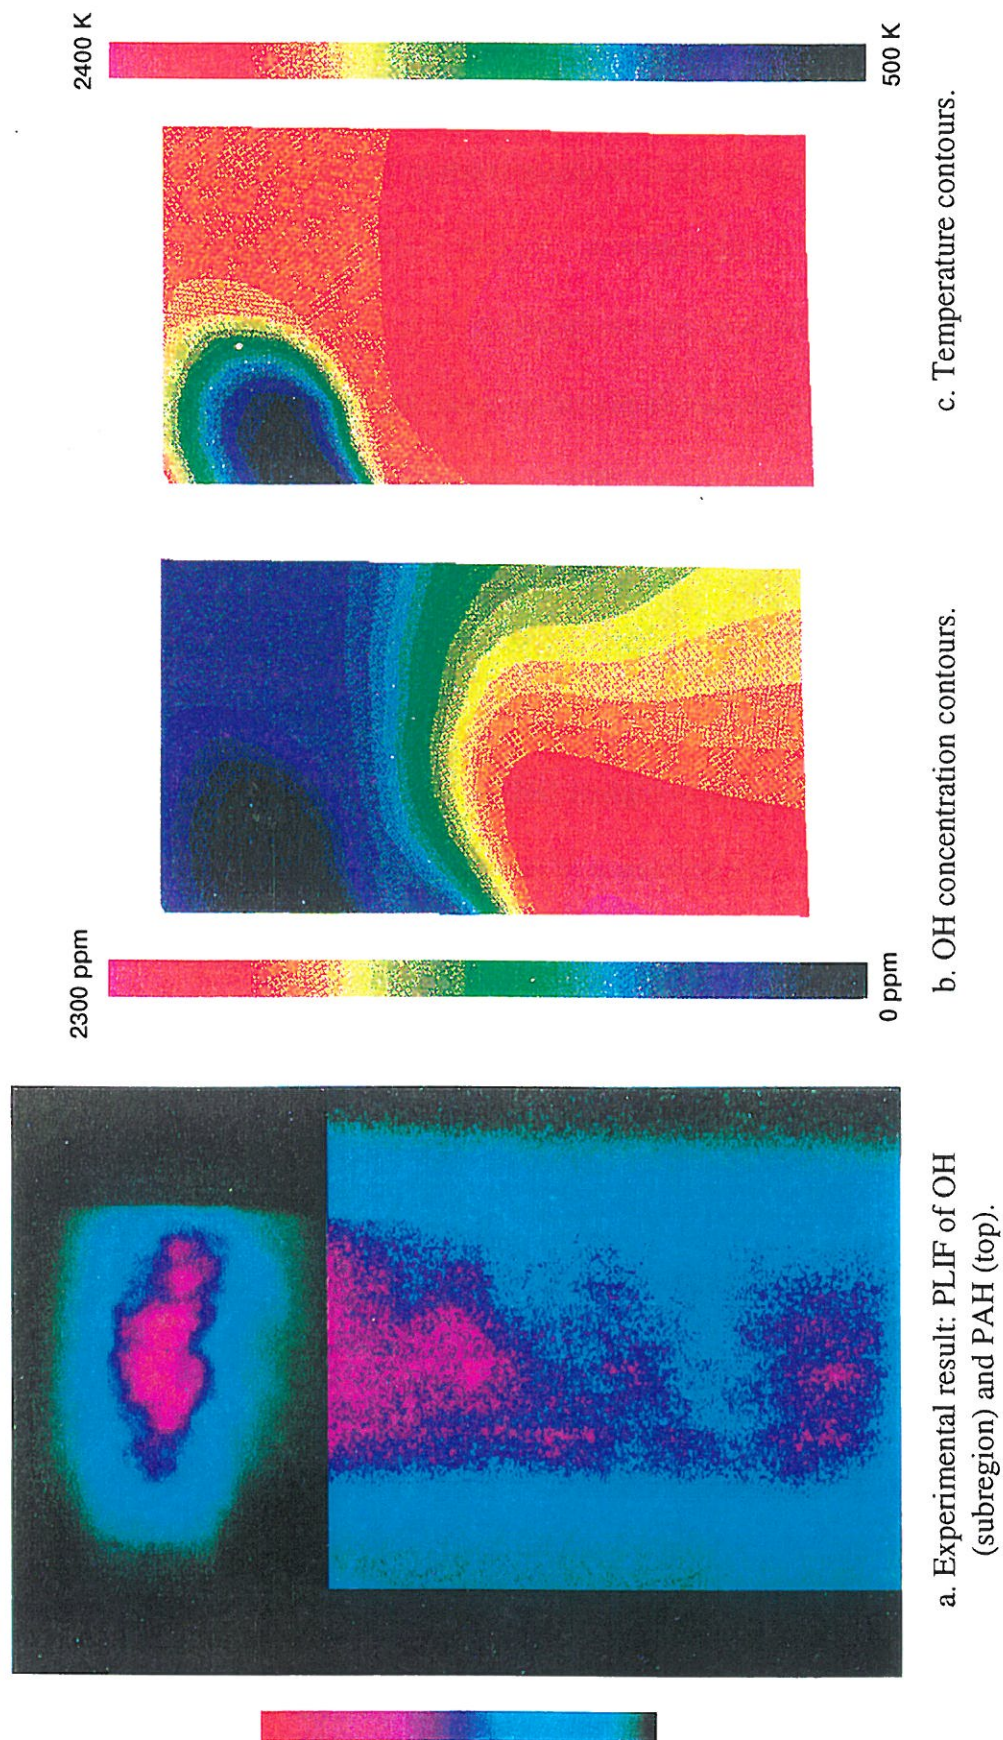 a. Experimental result: PLIF of OH
(subregion) and PAH (top).
2300 ppm
0 ppm
b. OH concentration contours.
2400 K
500 K
c. Temperature contours.